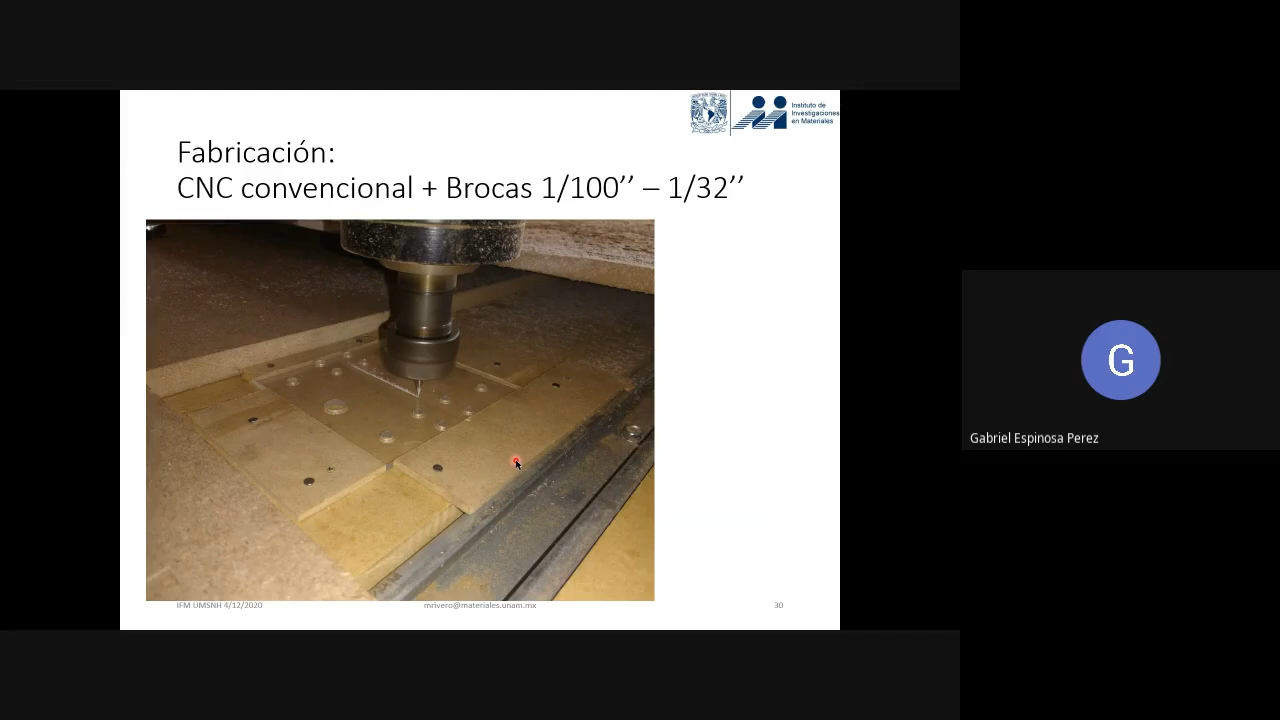 Instituto de
Investigaciones
en Materiales
Fabricación:
CNC convencional + Brocas 1/100’’ – 1/32’’
IFM UMSNH 4/12/2020
mrivero@materiales.unam.mx
30
G
Gabriel Espinosa Perez